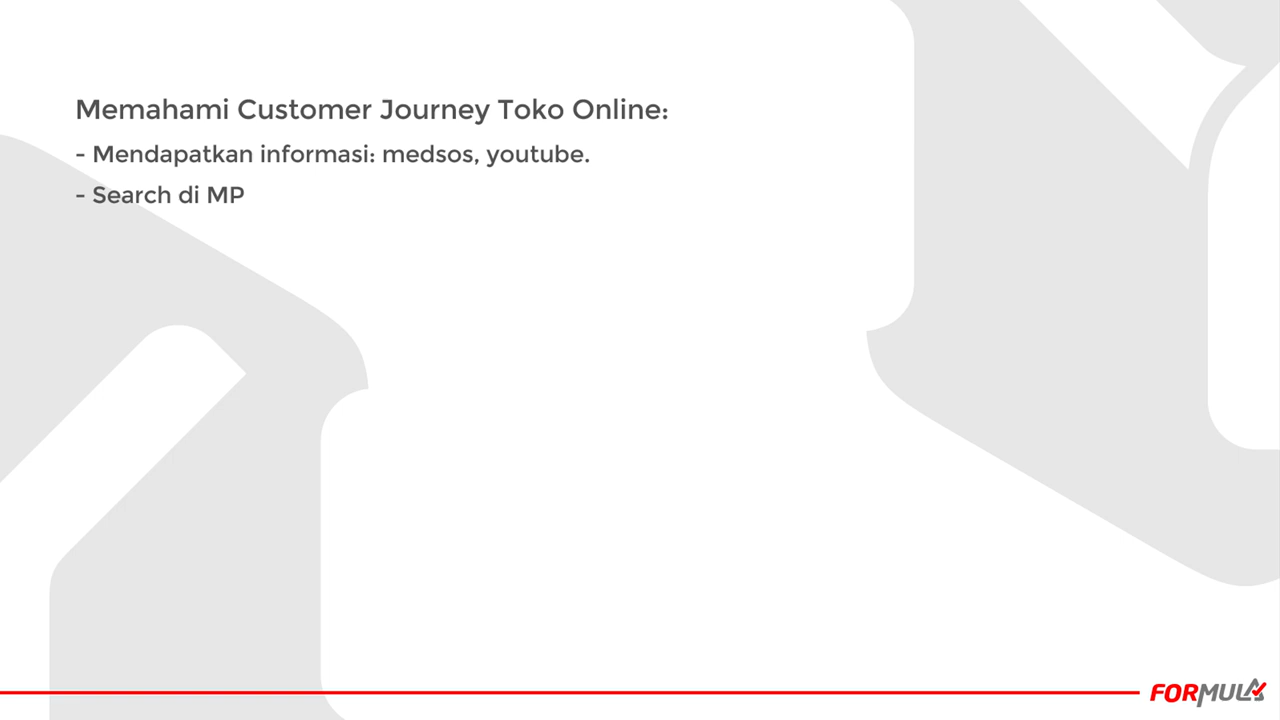 Memahami Customer Journey Toko Online:
- Mendapatkan informasi: medsos, youtube.
- Search di MP
FORMULA